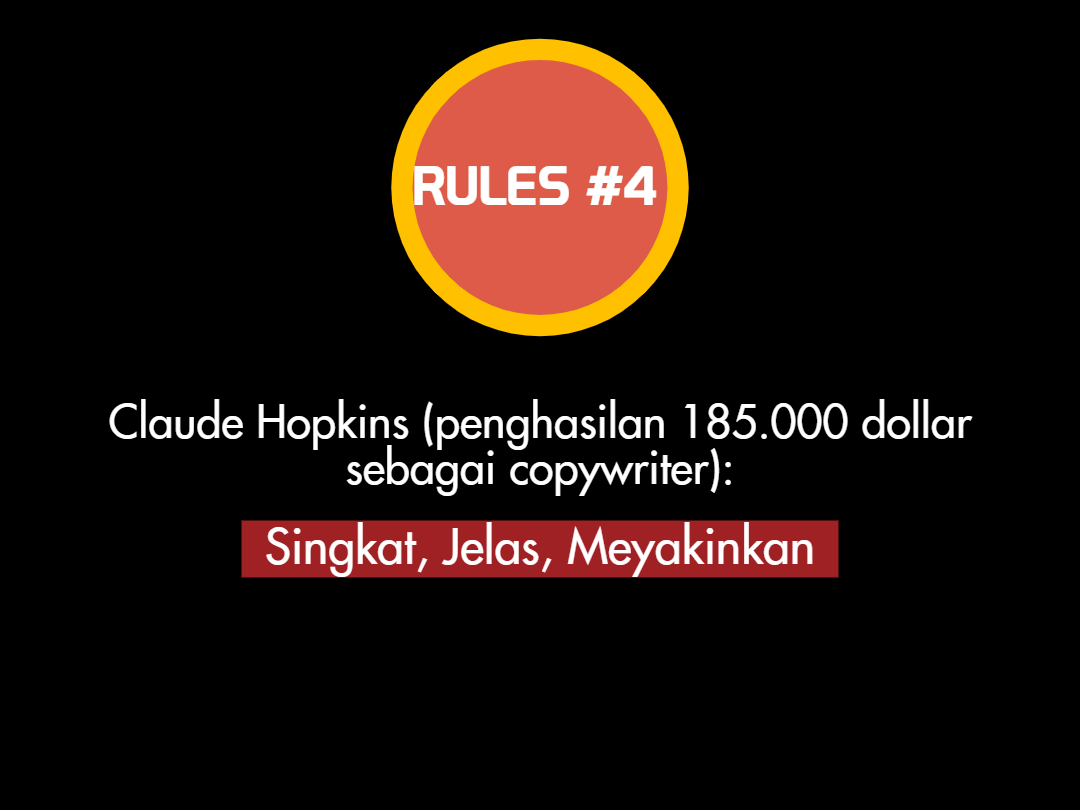 RULES #4
Claude Hopkins (penghasilan 185.000 dollar
sebagai copywriter):
Singkat, Jelas, Meyakinkan